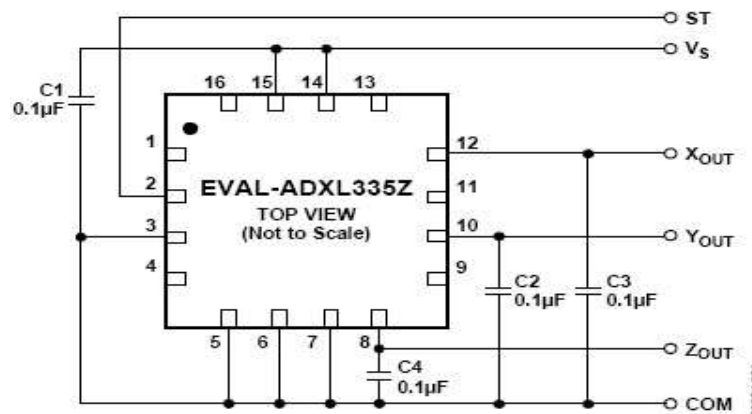 ST
VS
C1
0.1µF
16
15
14
13
1
2
3
4
12
11
10
9
EVAL-ADXL335Z
TOP VIEW
(Not to Scale)
XOUT
YOUT
C2
0.1µF
C3
0.1µF
5
6
7
8
C4
0.1µF
ZOUT
COM